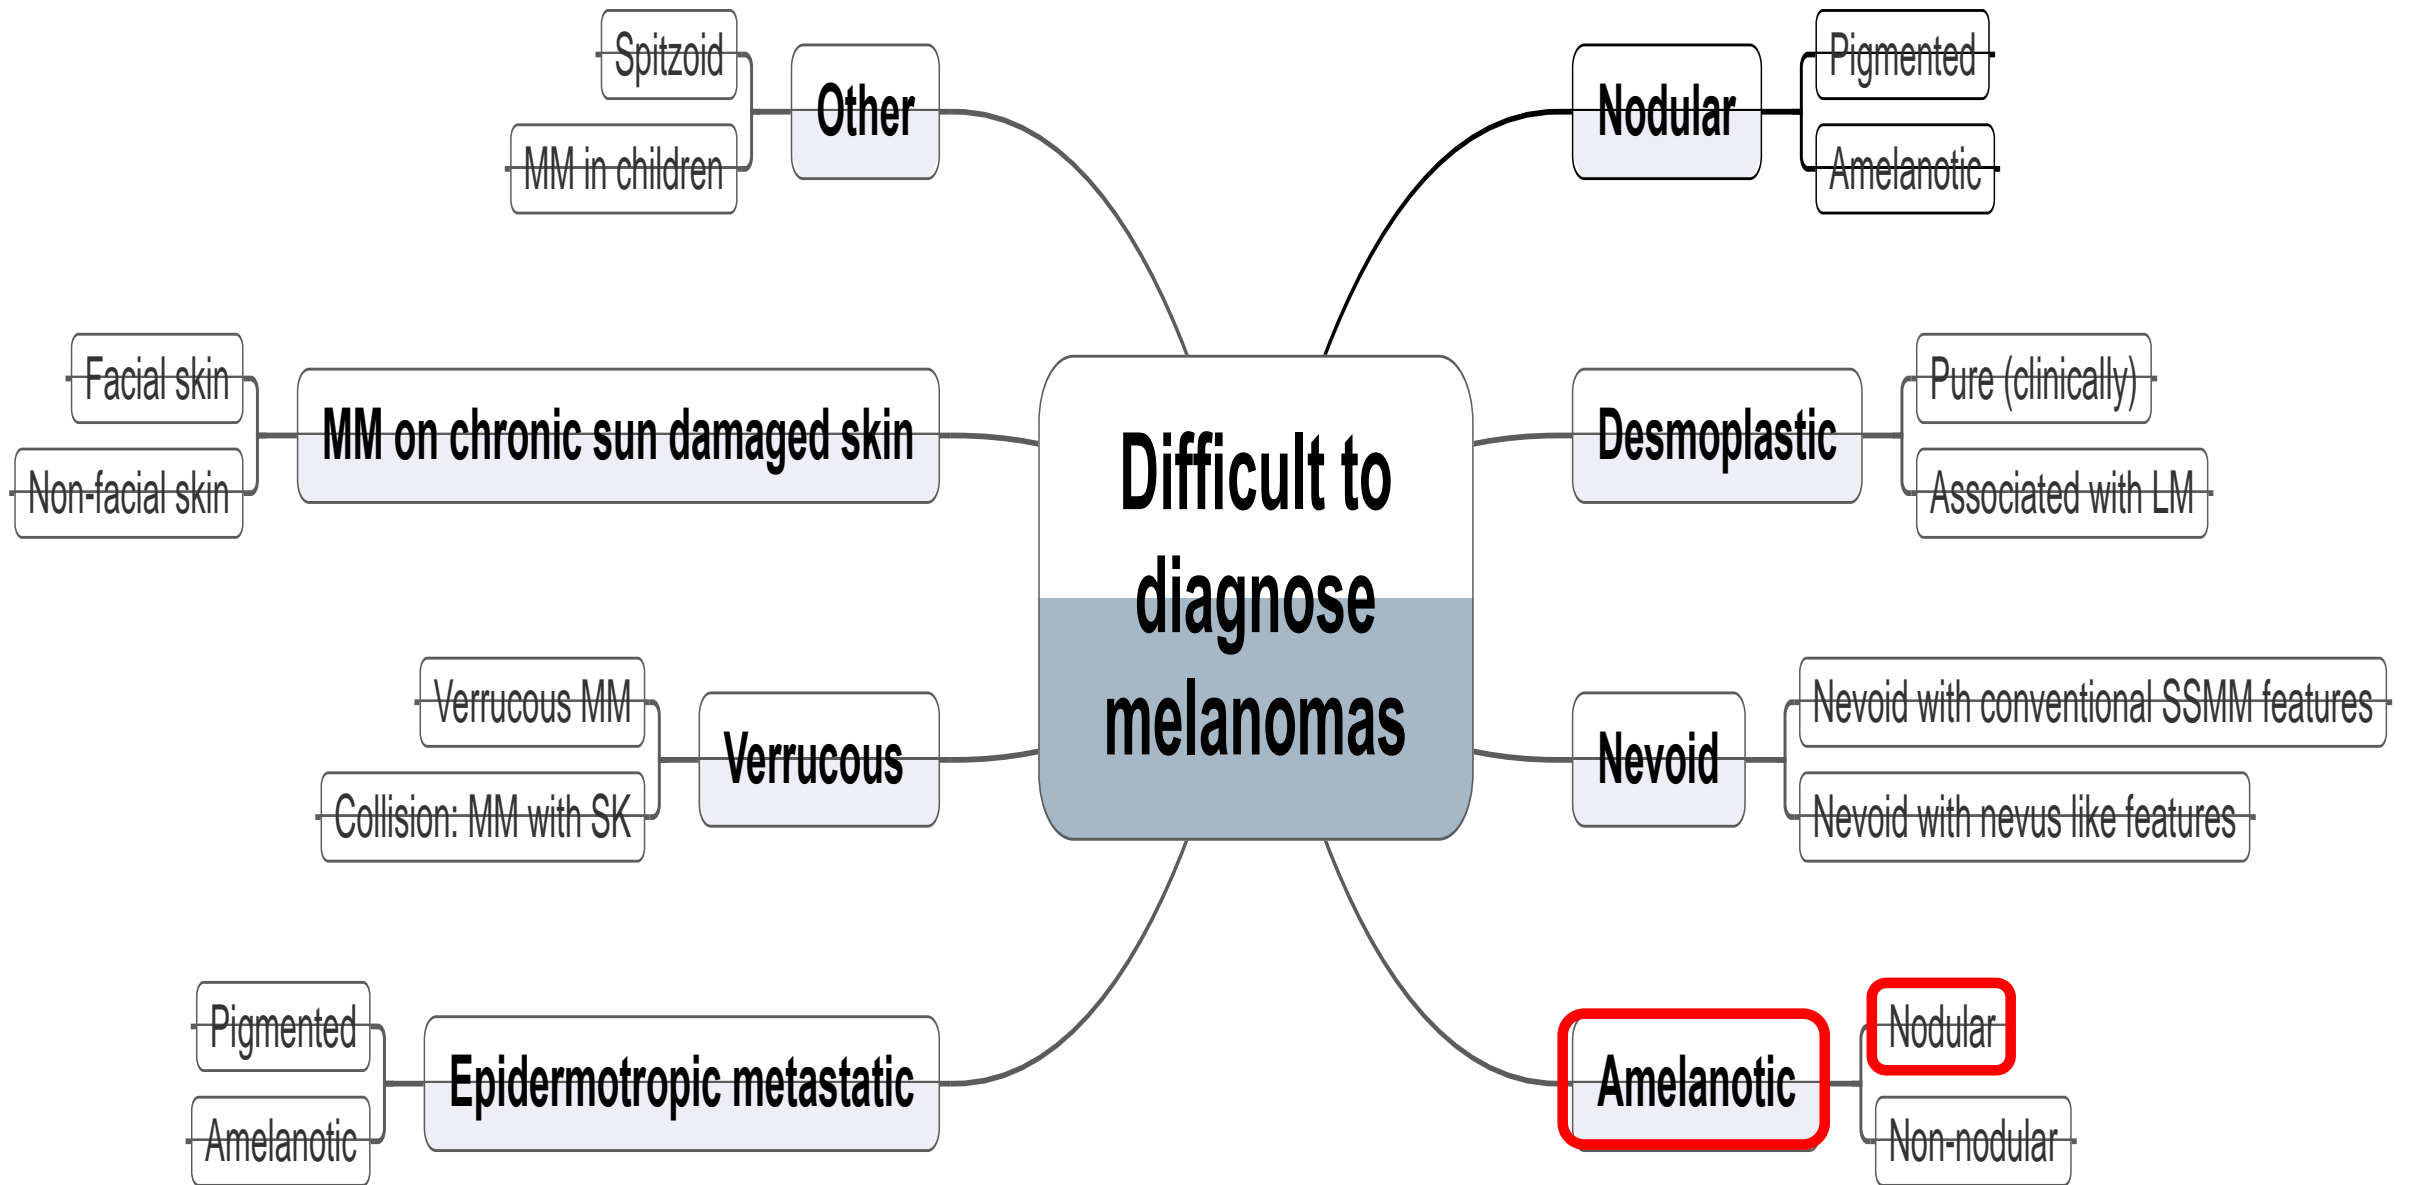 Difficult to
diagnose
melanomas
Nodular
Pigmented
Amelanotic
Desmoplastic
Pure (clinically)
Associated with LM
Nevoid
Nevoid with conventional SSMM features
Nevoid with nevus like features
Amelanotic
Nodular
Non-nodular
Other
Spitzoid
MM in children
MM on chronic sun damaged skin
Facial skin
Non-facial skin
Verrucous
Verrucous MM
Collision: MM with SK
Epidermotropic metastatic
Pigmented
Amelanotic